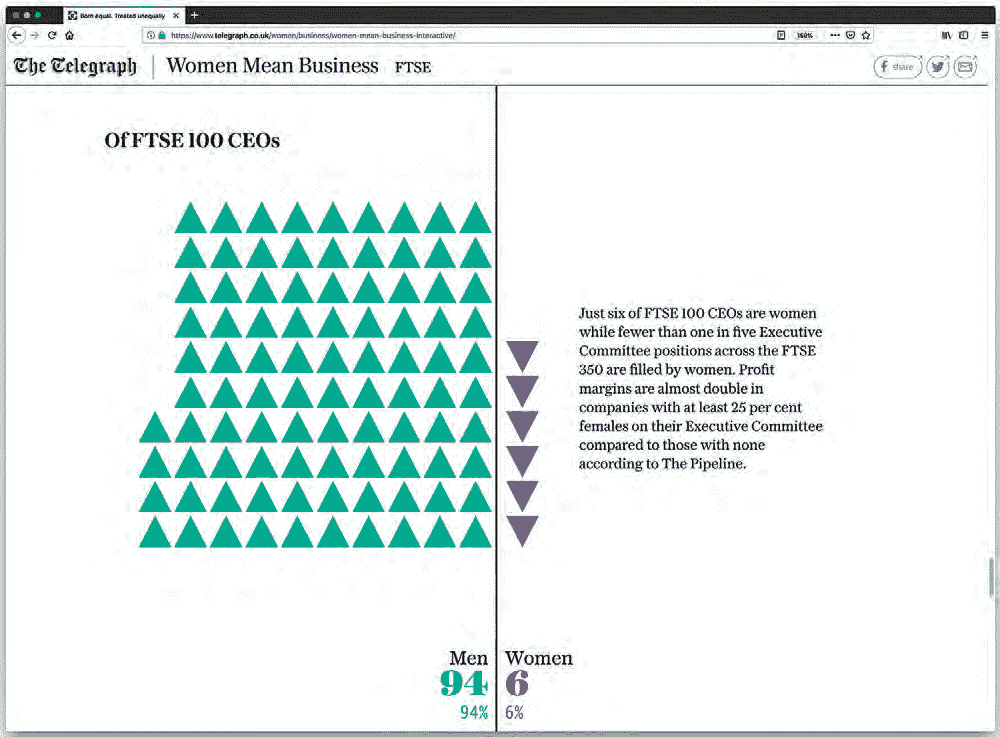 Born equal. Treated unequally
https://www.telegraph.co.uk/women/business/women-mean-business-interactive/
160%
The Telegraph
Women Mean Business
FTSE
share
Of FTSE 100 CEOs
Just six of FTSE 100 CEOs are women
while fewer than one in five Executive
Committee positions across the FTSE
350 are filled by women. Profit
margins are almost double in
companies with at least 25 per cent
females on their Executive Committee
compared to those with none
according to The Pipeline.
Men
94
94%
Women
6
6%